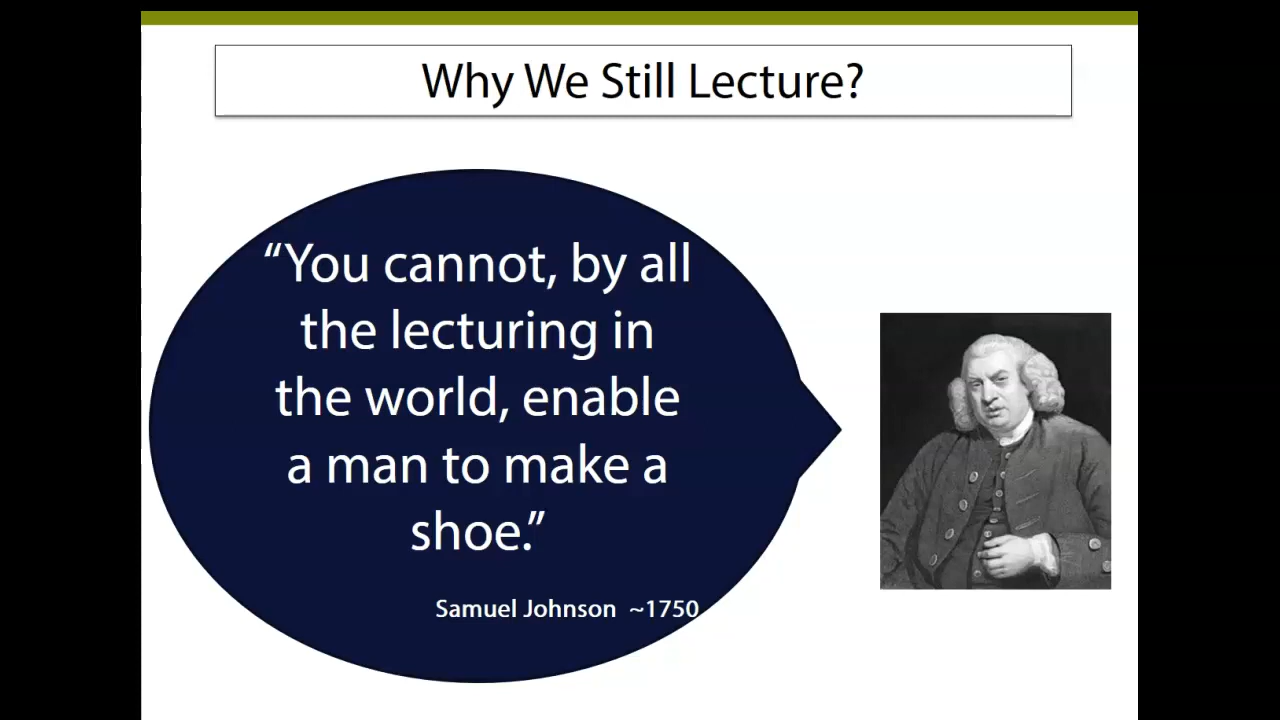 Why We Still Lecture?
“You cannot, by all
the lecturing in
the world, enable
a man to make a
shoe.”
Samuel Johnson ~1750